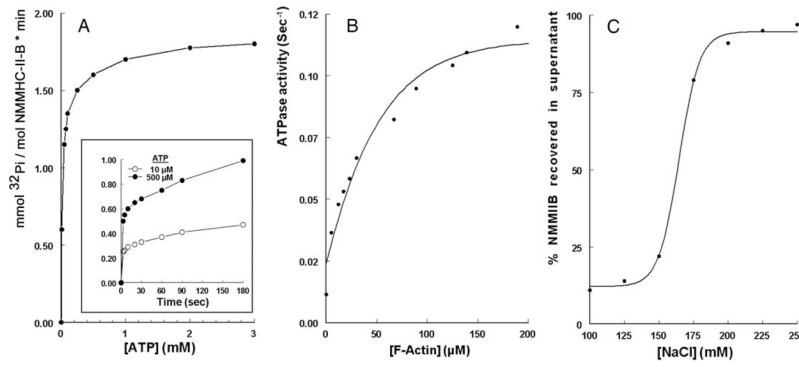 A
mmol 32Pi / mol NMMHC-II-B * min
2.00
1.50
1.00
0.50
0.00
0
1
2
3
[ATP] (mM)
ATP
10 µM
500 µM
1.00
0.80
0.60
0.40
0.20
0.00
0 30 60 90 120 150 180
Time (sec)
B
ATPase activity (Sec-1)
0.12
0.10
0.07
0.05
0.02
0.00
0 50 100 150 200
[F-Actin] (µM)
C
% NMMIIB recovered in supernatant
100
75
50
25
0
100 125 150 175 200 225 250
[NaCl] (mM)